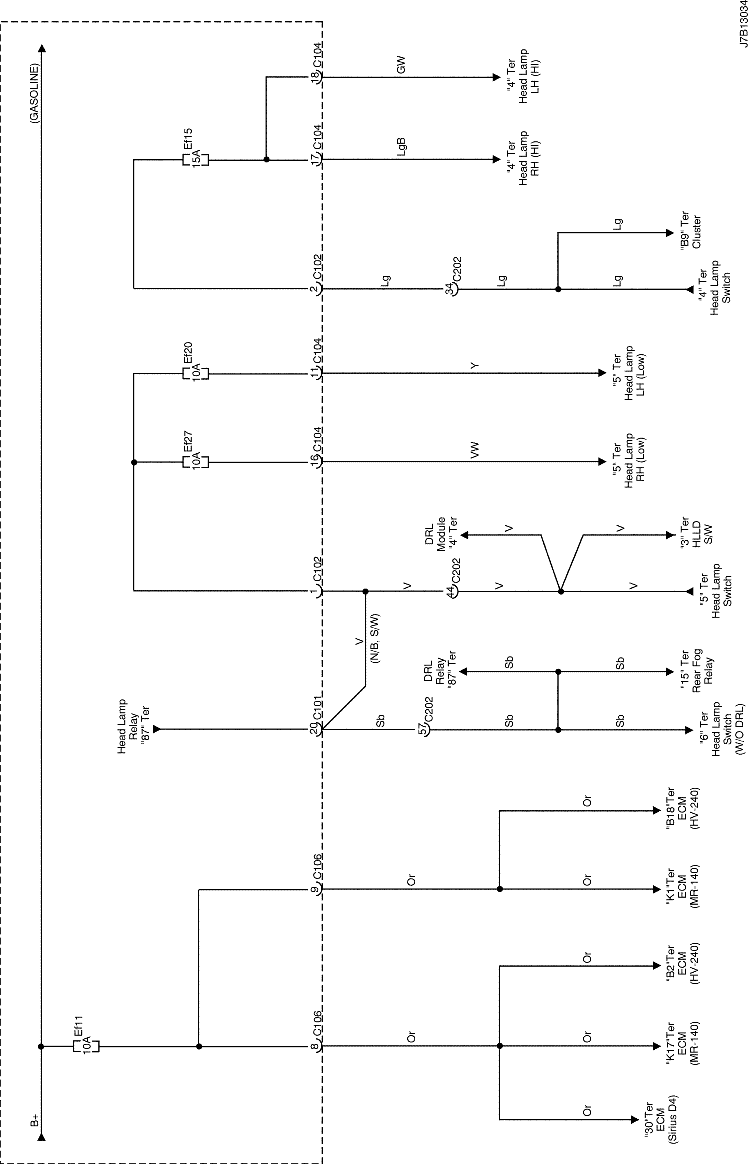 J7B13034
(GASOLINE)
B+
Ef15
15A
18 C104
GW
"4" Ter
Head Lamp
LH (HI)
17 C104
LgB
"4" Ter
Head Lamp
RH (HI)
2 C102
Lg
34 C202
Lg
Lg
"B9" Ter
Cluster
Lg
"4" Ter
Head Lamp
Switch
Ef20
10A
11 C104
Y
"5" Ter
Head Lamp
LH (Low)
Ef27
10A
16 C104
VW
"5" Ter
Head Lamp
RH (Low)
DRL
Module
"4" Ter
V
V
"3" Ter
HLLD
S/W
1 C102
V
44 C202
V
V
"5" Ter
Head Lamp
Switch
V
(N/B, S/W)
DRL
Relay
"87" Ter
Sb
Sb
"15" Ter
Rear Fog
Relay
Head Lamp
Relay
"87" Ter
20 C101
Sb
57 C202
Sb
Sb
"6" Ter
Head Lamp
Switch
(W/O DRL)
Or
"B18"Ter
ECM
(HV-240)
9 C106
Or
Or
"K1"Ter
ECM
(MR-140)
Or
"B2"Ter
ECM
(HV-240)
Ef11
10A
8 C106
Or
Or
"K17"Ter
ECM
(MR-140)
Or
"30"Ter
ECM
(Sirius D4)